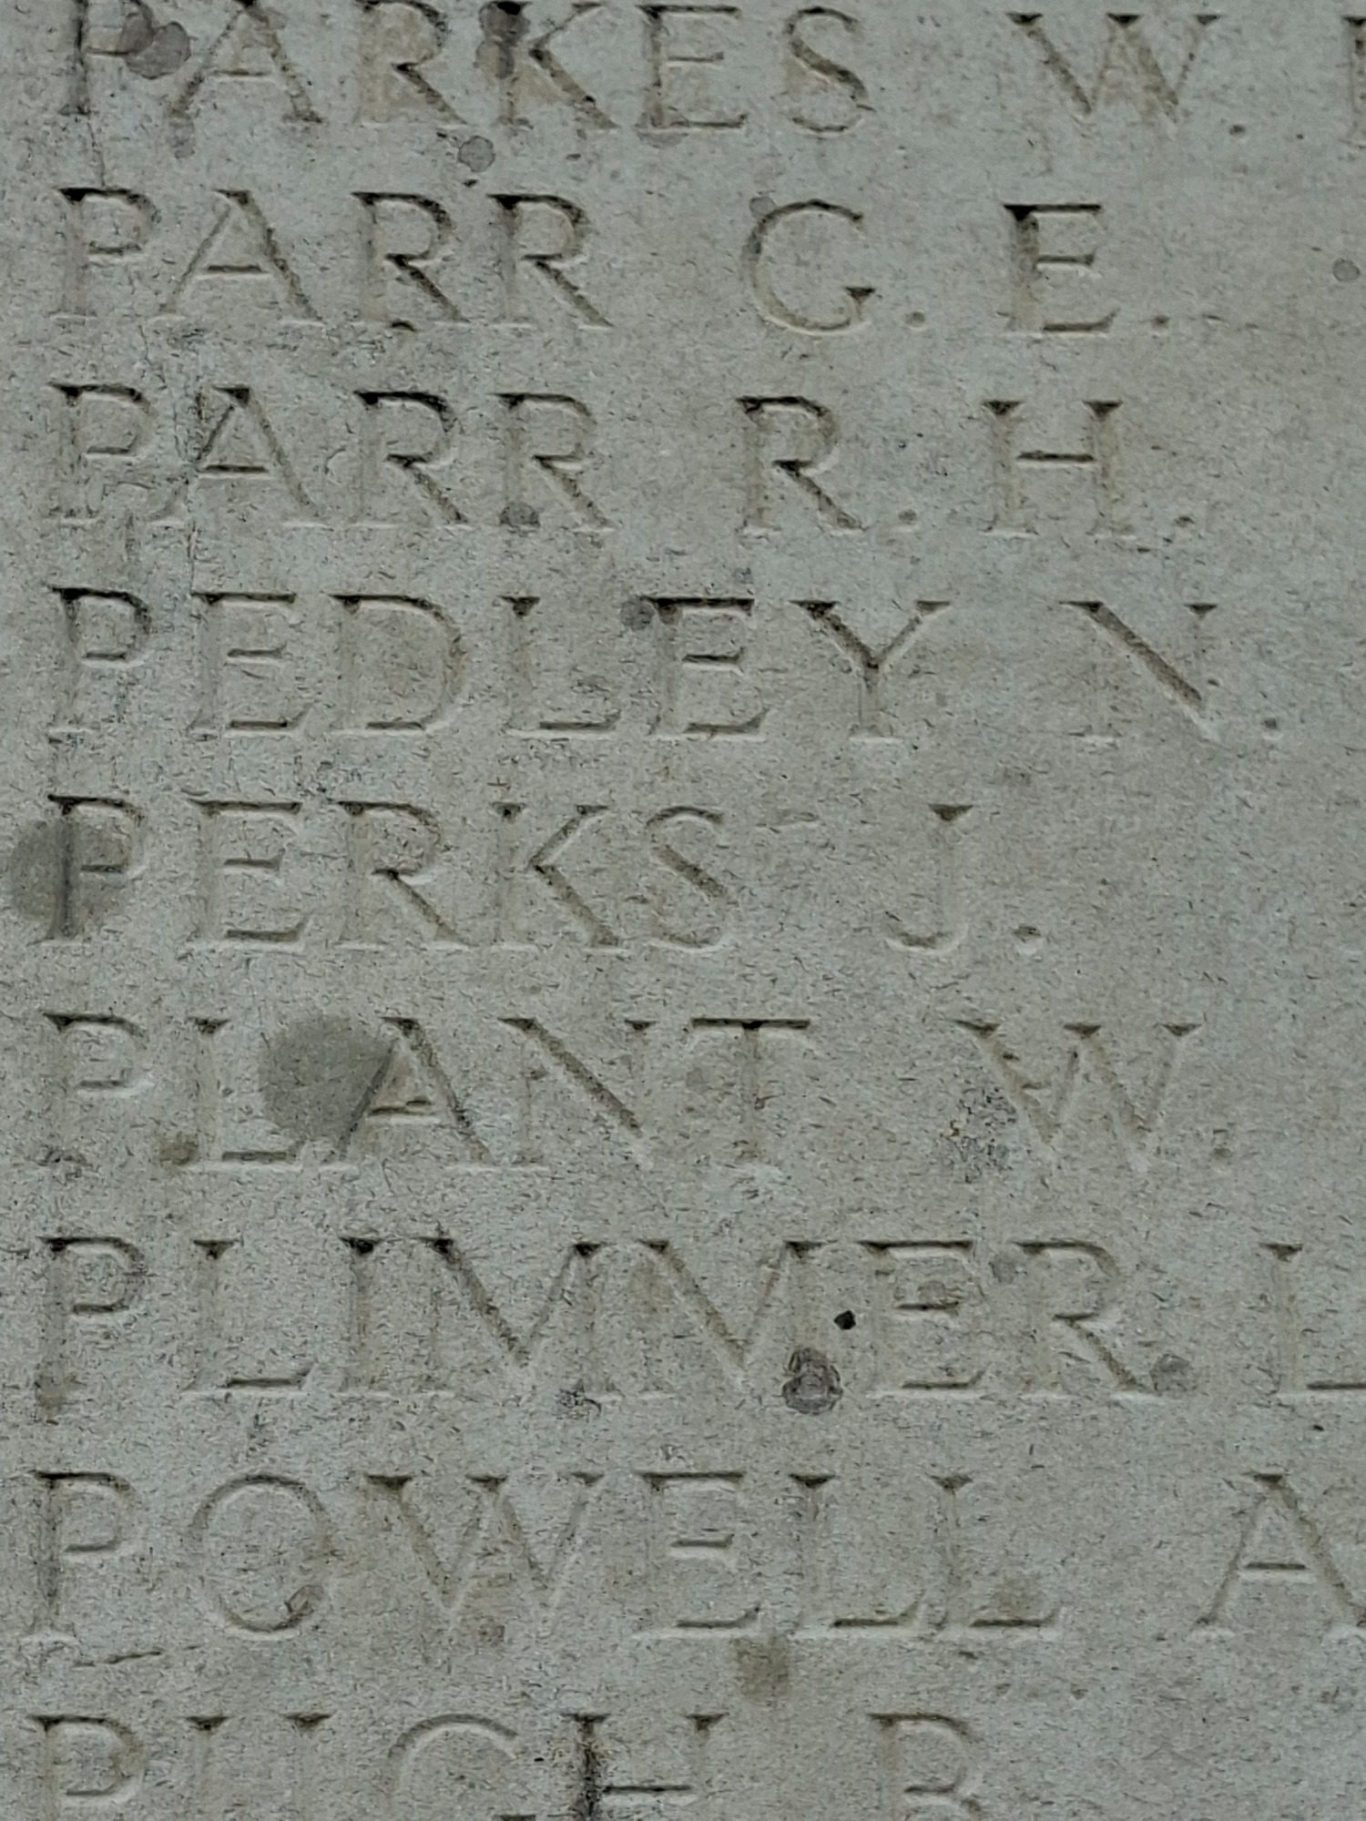 PARKES W.
PARR G. E.
PARR R. H.
PEDLEY N.
PERKS J.
PLANT W.
PLIMMER L
POWELL A
PUGH